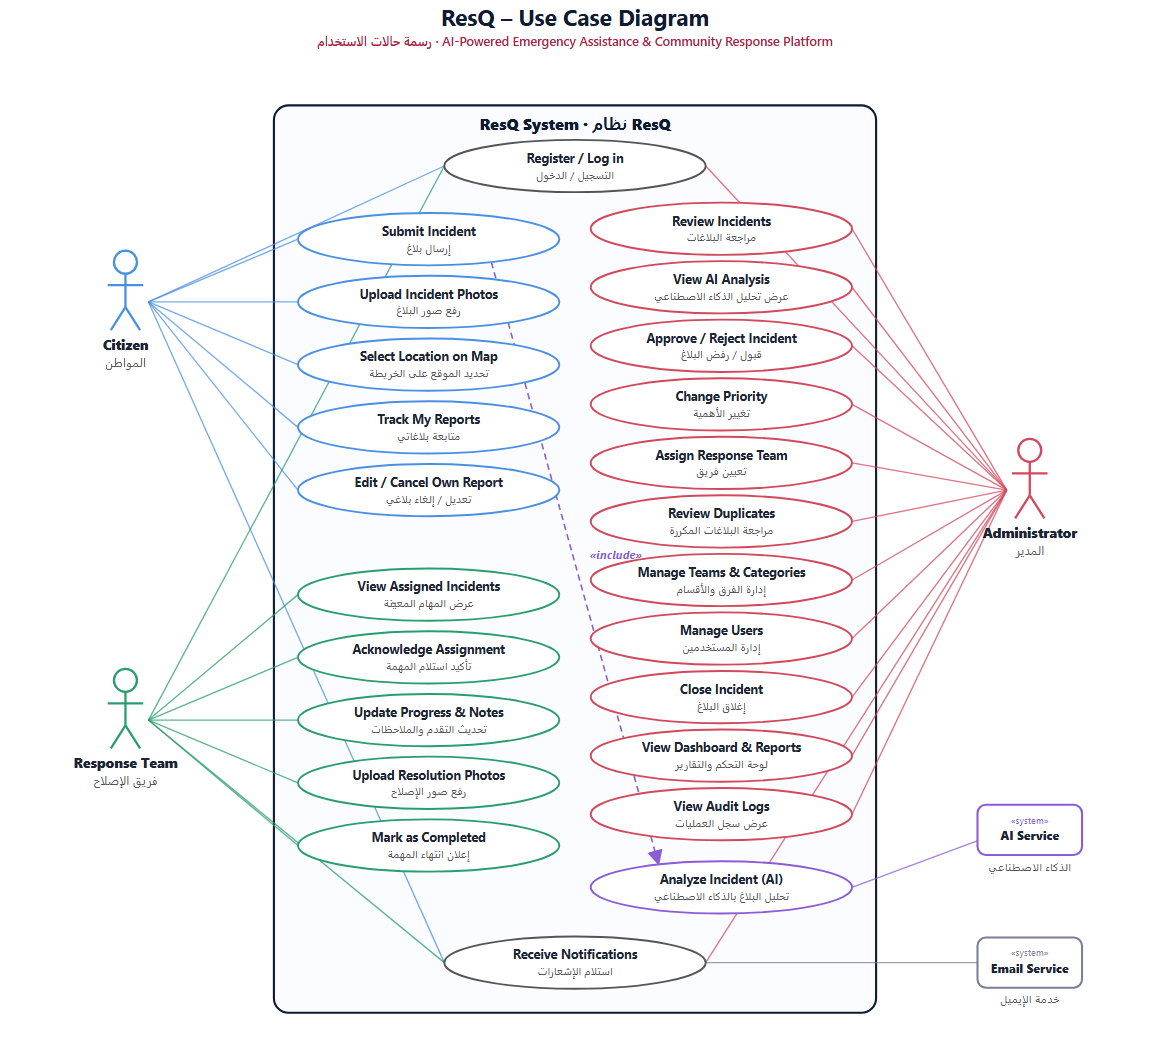 ResQ – Use Case Diagram
رسمة حالات الاستخدام · AI-Powered Emergency Assistance & Community Response Platform
ResQ System · نظام ResQ
Register / Log in
التسجيل / الدخول
Submit Incident
إرسال بلاغ
Upload Incident Photos
رفع صور البلاغ
Select Location on Map
تحديد الموقع على الخريطة
Track My Reports
متابعة بلاغاتي
Edit / Cancel Own Report
تعديل / إلغاء بلاغي
View Assigned Incidents
عرض المهام المعينة
Acknowledge Assignment
تأكيد استلام المهمة
Update Progress & Notes
تحديث التقدم والملاحظات
Upload Resolution Photos
رفع صور الإصلاح
Mark as Completed
إعلان انتهاء المهمة
Review Incidents
مراجعة البلاغات
View AI Analysis
عرض تحليل الذكاء الاصطناعي
Approve / Reject Incident
قبول / رفض البلاغ
Change Priority
تغيير الأهمية
Assign Response Team
تعيين فريق
Review Duplicates
مراجعة البلاغات المكررة
«include»
Manage Teams & Categories
إدارة الفرق والأقسام
Manage Users
إدارة المستخدمين
Close Incident
إغلاق البلاغ
View Dashboard & Reports
لوحة التحكم والتقارير
View Audit Logs
عرض سجل العمليات
Analyze Incident (AI)
تحليل البلاغ بالذكاء الاصطناعي
Receive Notifications
استلام الإشعارات
Citizen
المواطن
Response Team
فريق الإصلاح
Administrator
المدير
«system»
AI Service
الذكاء الاصطناعي
«system»
Email Service
خدمة الإيميل